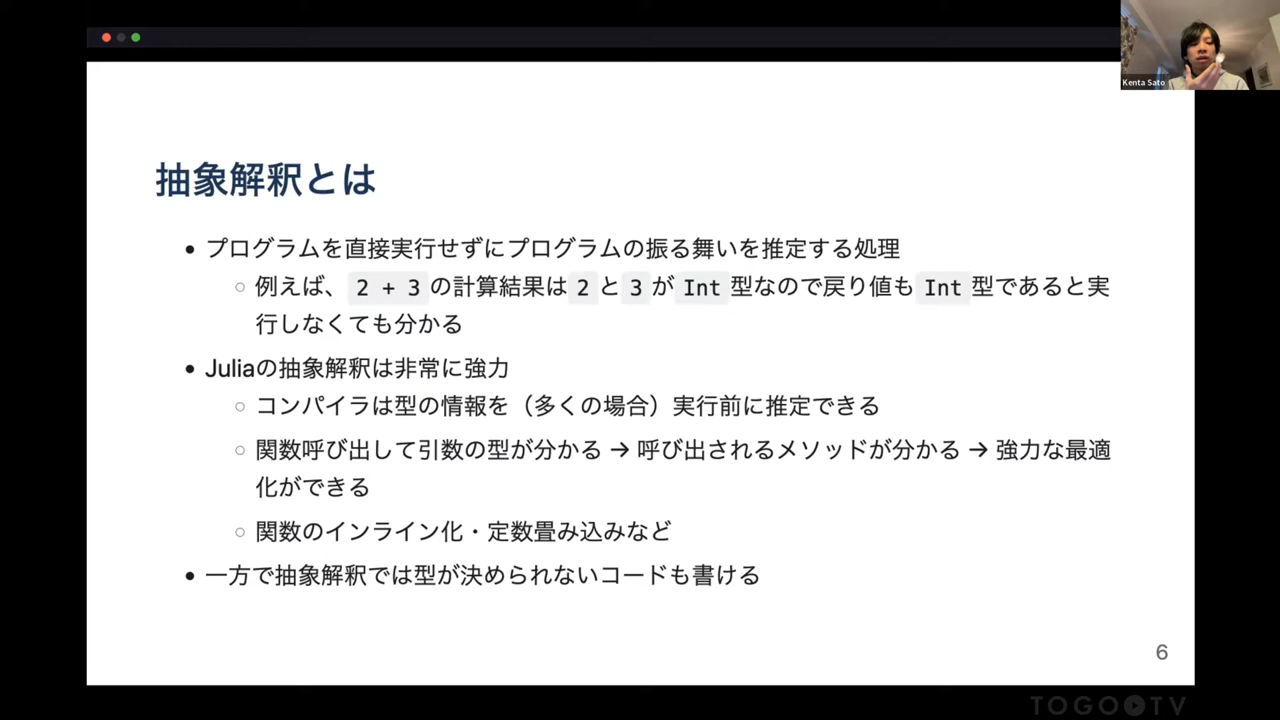 Kenta Sato
抽象解釈とは
• プログラムを直接実行せずにプログラムの振る舞いを推定する処理
○ 例えば、 2 + 3 の計算結果は 2 と 3 が Int 型なので戻り値も Int 型であると実
行しなくても分かる
• Juliaの抽象解釈は非常に強力
○ コンパイラは型の情報を（多くの場合）実行前に推定できる
○ 関数呼び出して引数の型が分かる → 呼び出されるメソッドが分かる → 強力な最適
化ができる
○ 関数のインライン化・定数畳み込みなど
• 一方で抽象解釈では型が決められないコードも書ける
6
TOGO TV